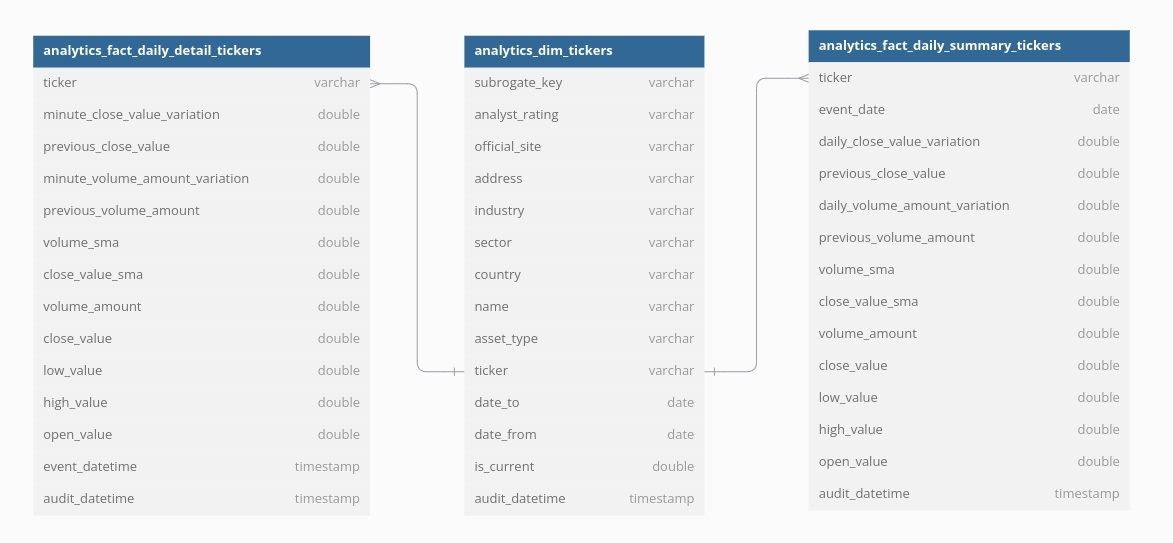 analytics_fact_daily_detail_tickers
ticker varchar
minute_close_value_variation double
previous_close_value double
minute_volume_amount_variation double
previous_volume_amount double
volume_sma double
close_value_sma double
volume_amount double
close_value double
low_value double
high_value double
open_value double
event_datetime timestamp
audit_datetime timestamp
analytics_dim_tickers
subrogate_key varchar
analyst_rating varchar
official_site varchar
address varchar
industry varchar
sector varchar
country varchar
name varchar
asset_type varchar
ticker varchar
date_to date
date_from date
is_current double
audit_datetime timestamp
analytics_fact_daily_summary_tickers
ticker varchar
event_date date
daily_close_value_variation double
previous_close_value double
daily_volume_amount_variation double
previous_volume_amount double
volume_sma double
close_value_sma double
volume_amount double
close_value double
low_value double
high_value double
open_value double
audit_datetime timestamp